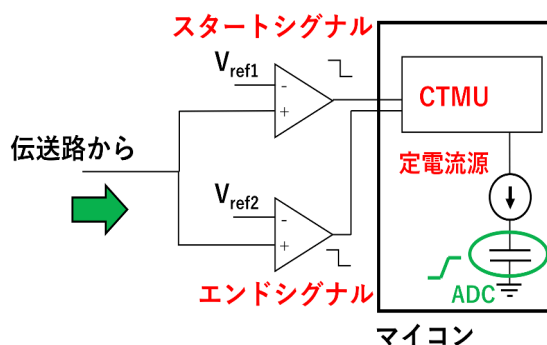 スタートシグナル
Vref1
-
+
CTMU
伝送路から
定電流源
Vref2
-
+
エンドシグナル
ADC
マイコン